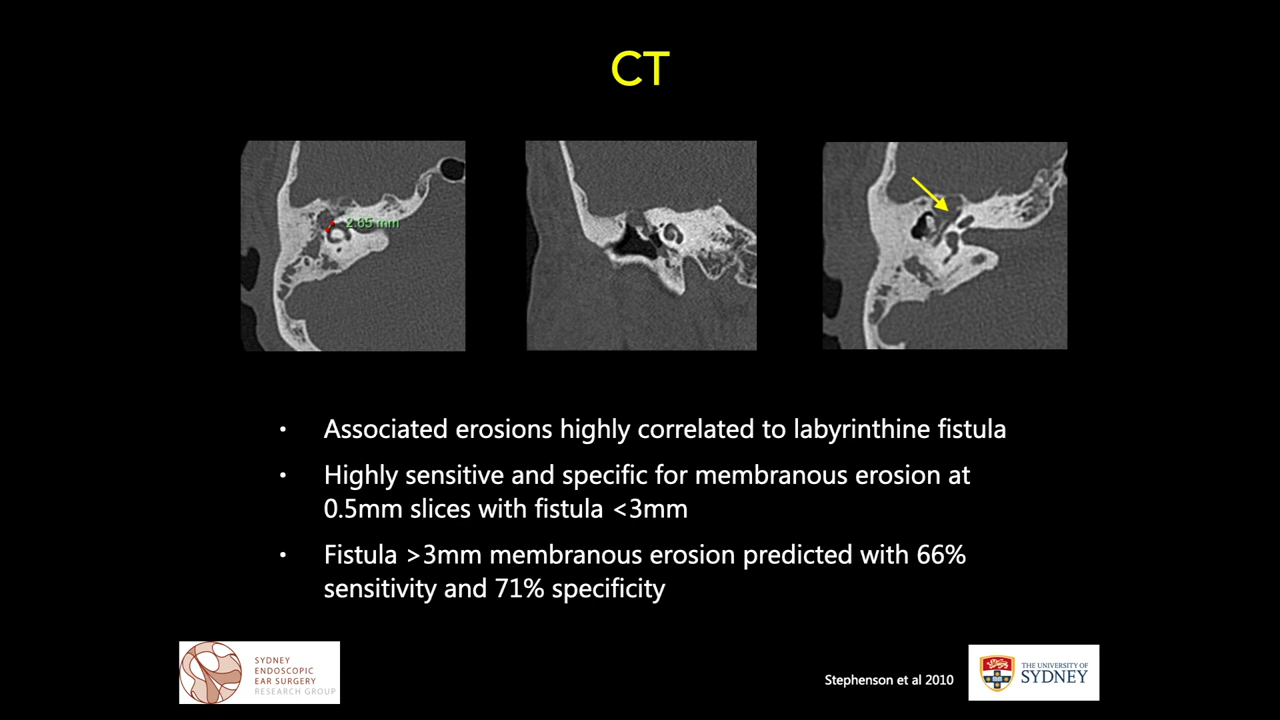 CT
2.65 mm
• Associated erosions highly correlated to labyrinthine fistula
• Highly sensitive and specific for membranous erosion at
0.5mm slices with fistula <3mm
• Fistula >3mm membranous erosion predicted with 66%
sensitivity and 71% specificity
SYDNEY
ENDOSCOPIC
EAR SURGERY
RESEARCH GROUP
Stephenson et al 2010
THE UNIVERSITY OF
SYDNEY